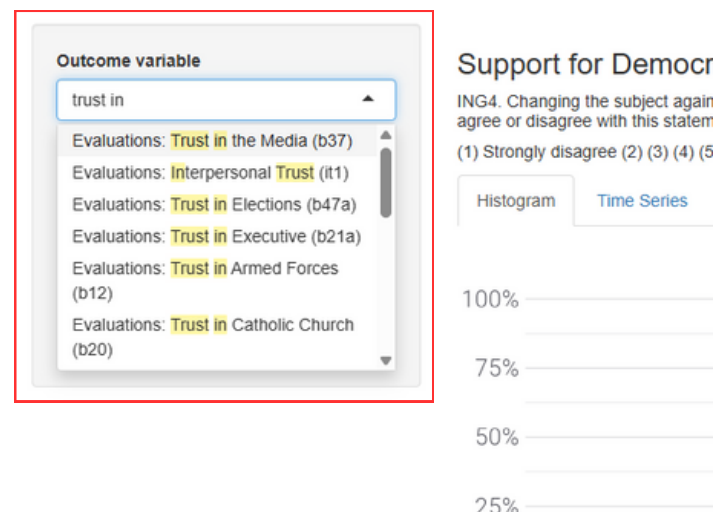 Outcome variable
trust in
Evaluations: Trust in the Media (b37)
Evaluations: Interpersonal Trust (it1)
Evaluations: Trust in Elections (b47a)
Evaluations: Trust in Executive (b21a)
Evaluations: Trust in Armed Forces
(b12)
Evaluations: Trust in Catholic Church
(b20)
Support for Democr
ING4. Changing the subject again
agree or disagree with this statem
(1) Strongly disagree (2) (3) (4) (5
Histogram Time Series
100%
75%
50%
25%